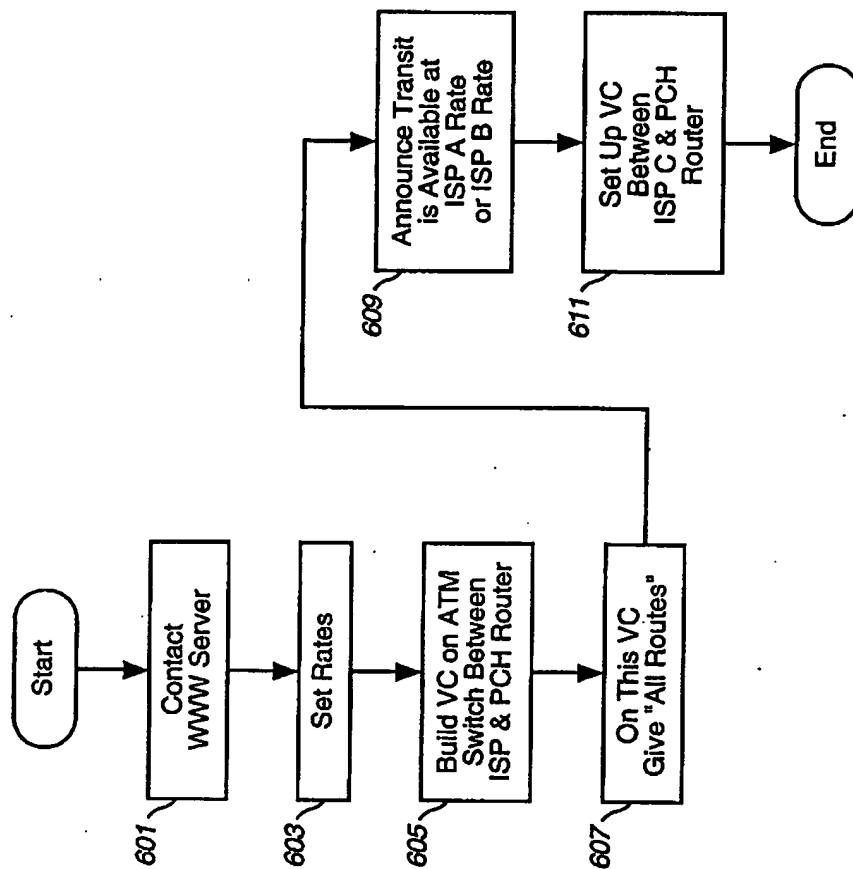 Start
601
Contact
WWW Server
603
Set Rates
605
Build VC on ATM
Switch Between
ISP & PCH Router
607
On This VC
Give "All Routes"
609
Announce Transit
is Available at
ISP A Rate
or ISP B Rate
611
Set Up VC
Between
ISP C & PCH
Router
End